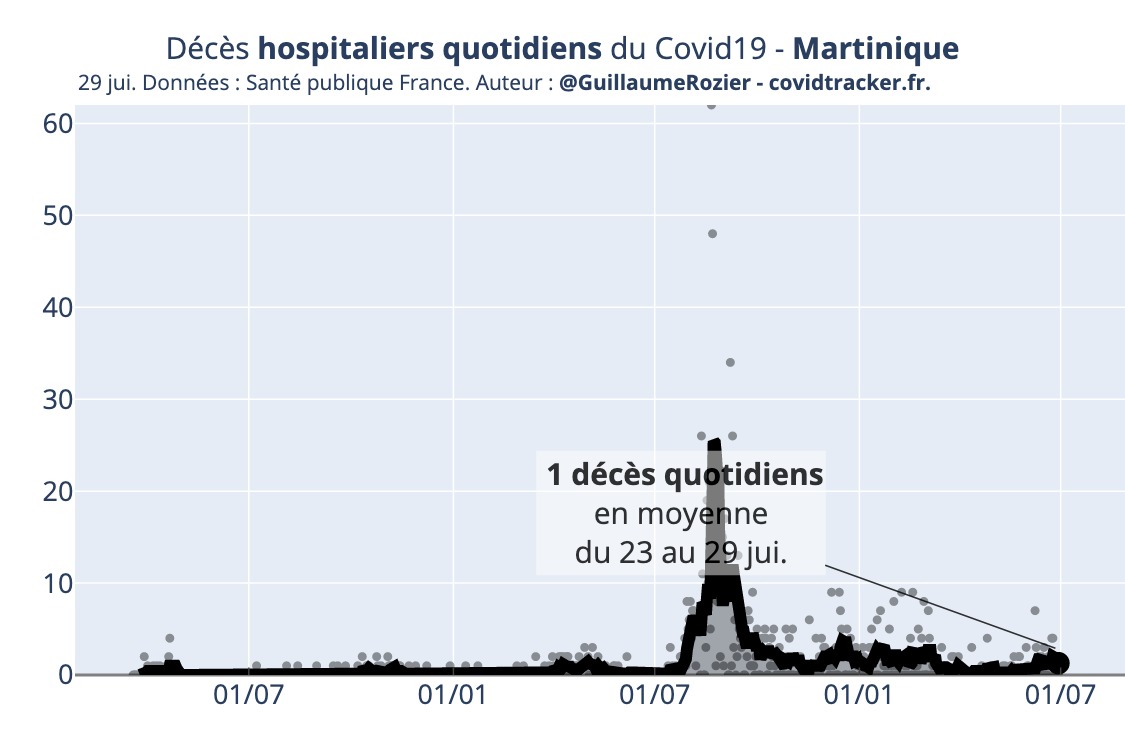 Décès hospitaliers quotidiens du Covid19 - Martinique
29 jui. Données : Santé publique France. Auteur : @GuillaumeRozier - covidtracker.fr.
60
50
40
30
20
10
0
1 décès quotidiens
en moyenne
du 23 au 29 jui.
01/07 01/01 01/07 01/01 01/07